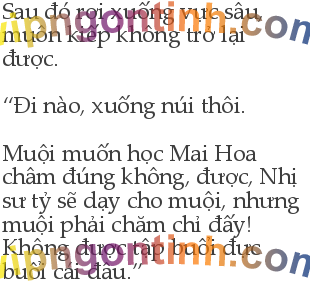 Sau đó rơi xuống vực sâu
muôn kiếp không trở lại
được.
“Đi nào, xuống núi thôi.
Muội muốn học Mai Hoa
châm đúng không, được, Nhị
sư tỷ sẽ dạy cho muội, nhưng
muội phải chăm chỉ đấy!
Không được tập buổi đực
buổi cái đâu.”